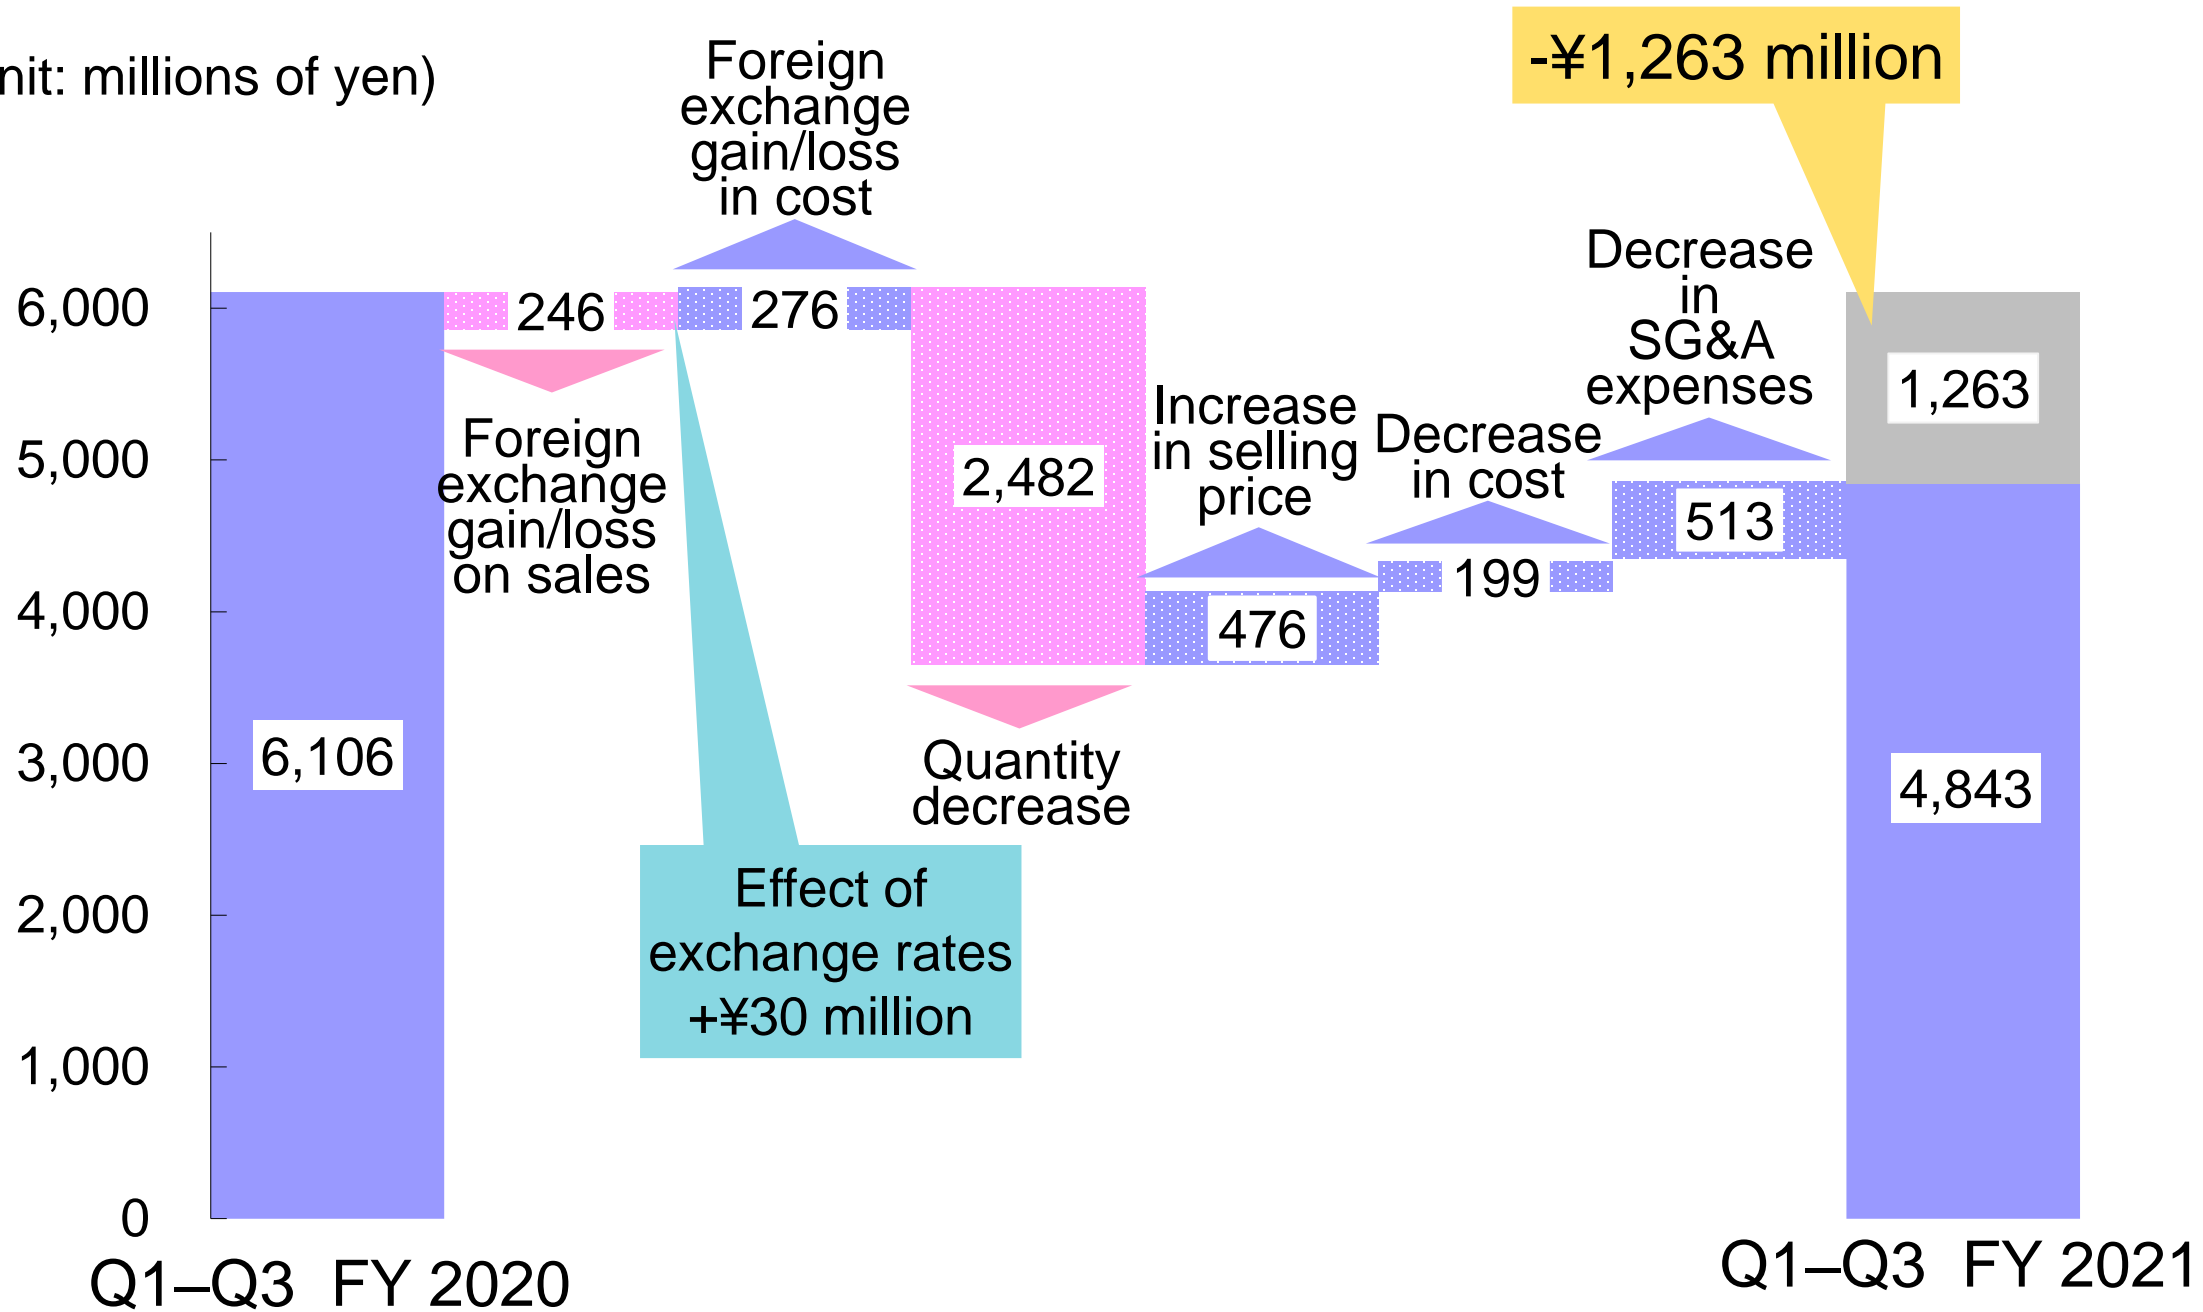 nit: millions of yen)
-¥1,263 million
Foreign
exchange
gain/loss
in cost
Decrease
in
SG&A
expenses
6,000
246
276
1,263
5,000
Foreign
exchange
gain/loss
on sales
2,482
Increase
in selling
price
Decrease
in cost
513
199
4,000
476
3,000
6,106
Quantity
decrease
4,843
2,000
Effect of
exchange rates
+¥30 million
1,000
0
Q1–Q3 FY 2020
Q1–Q3 FY 2021